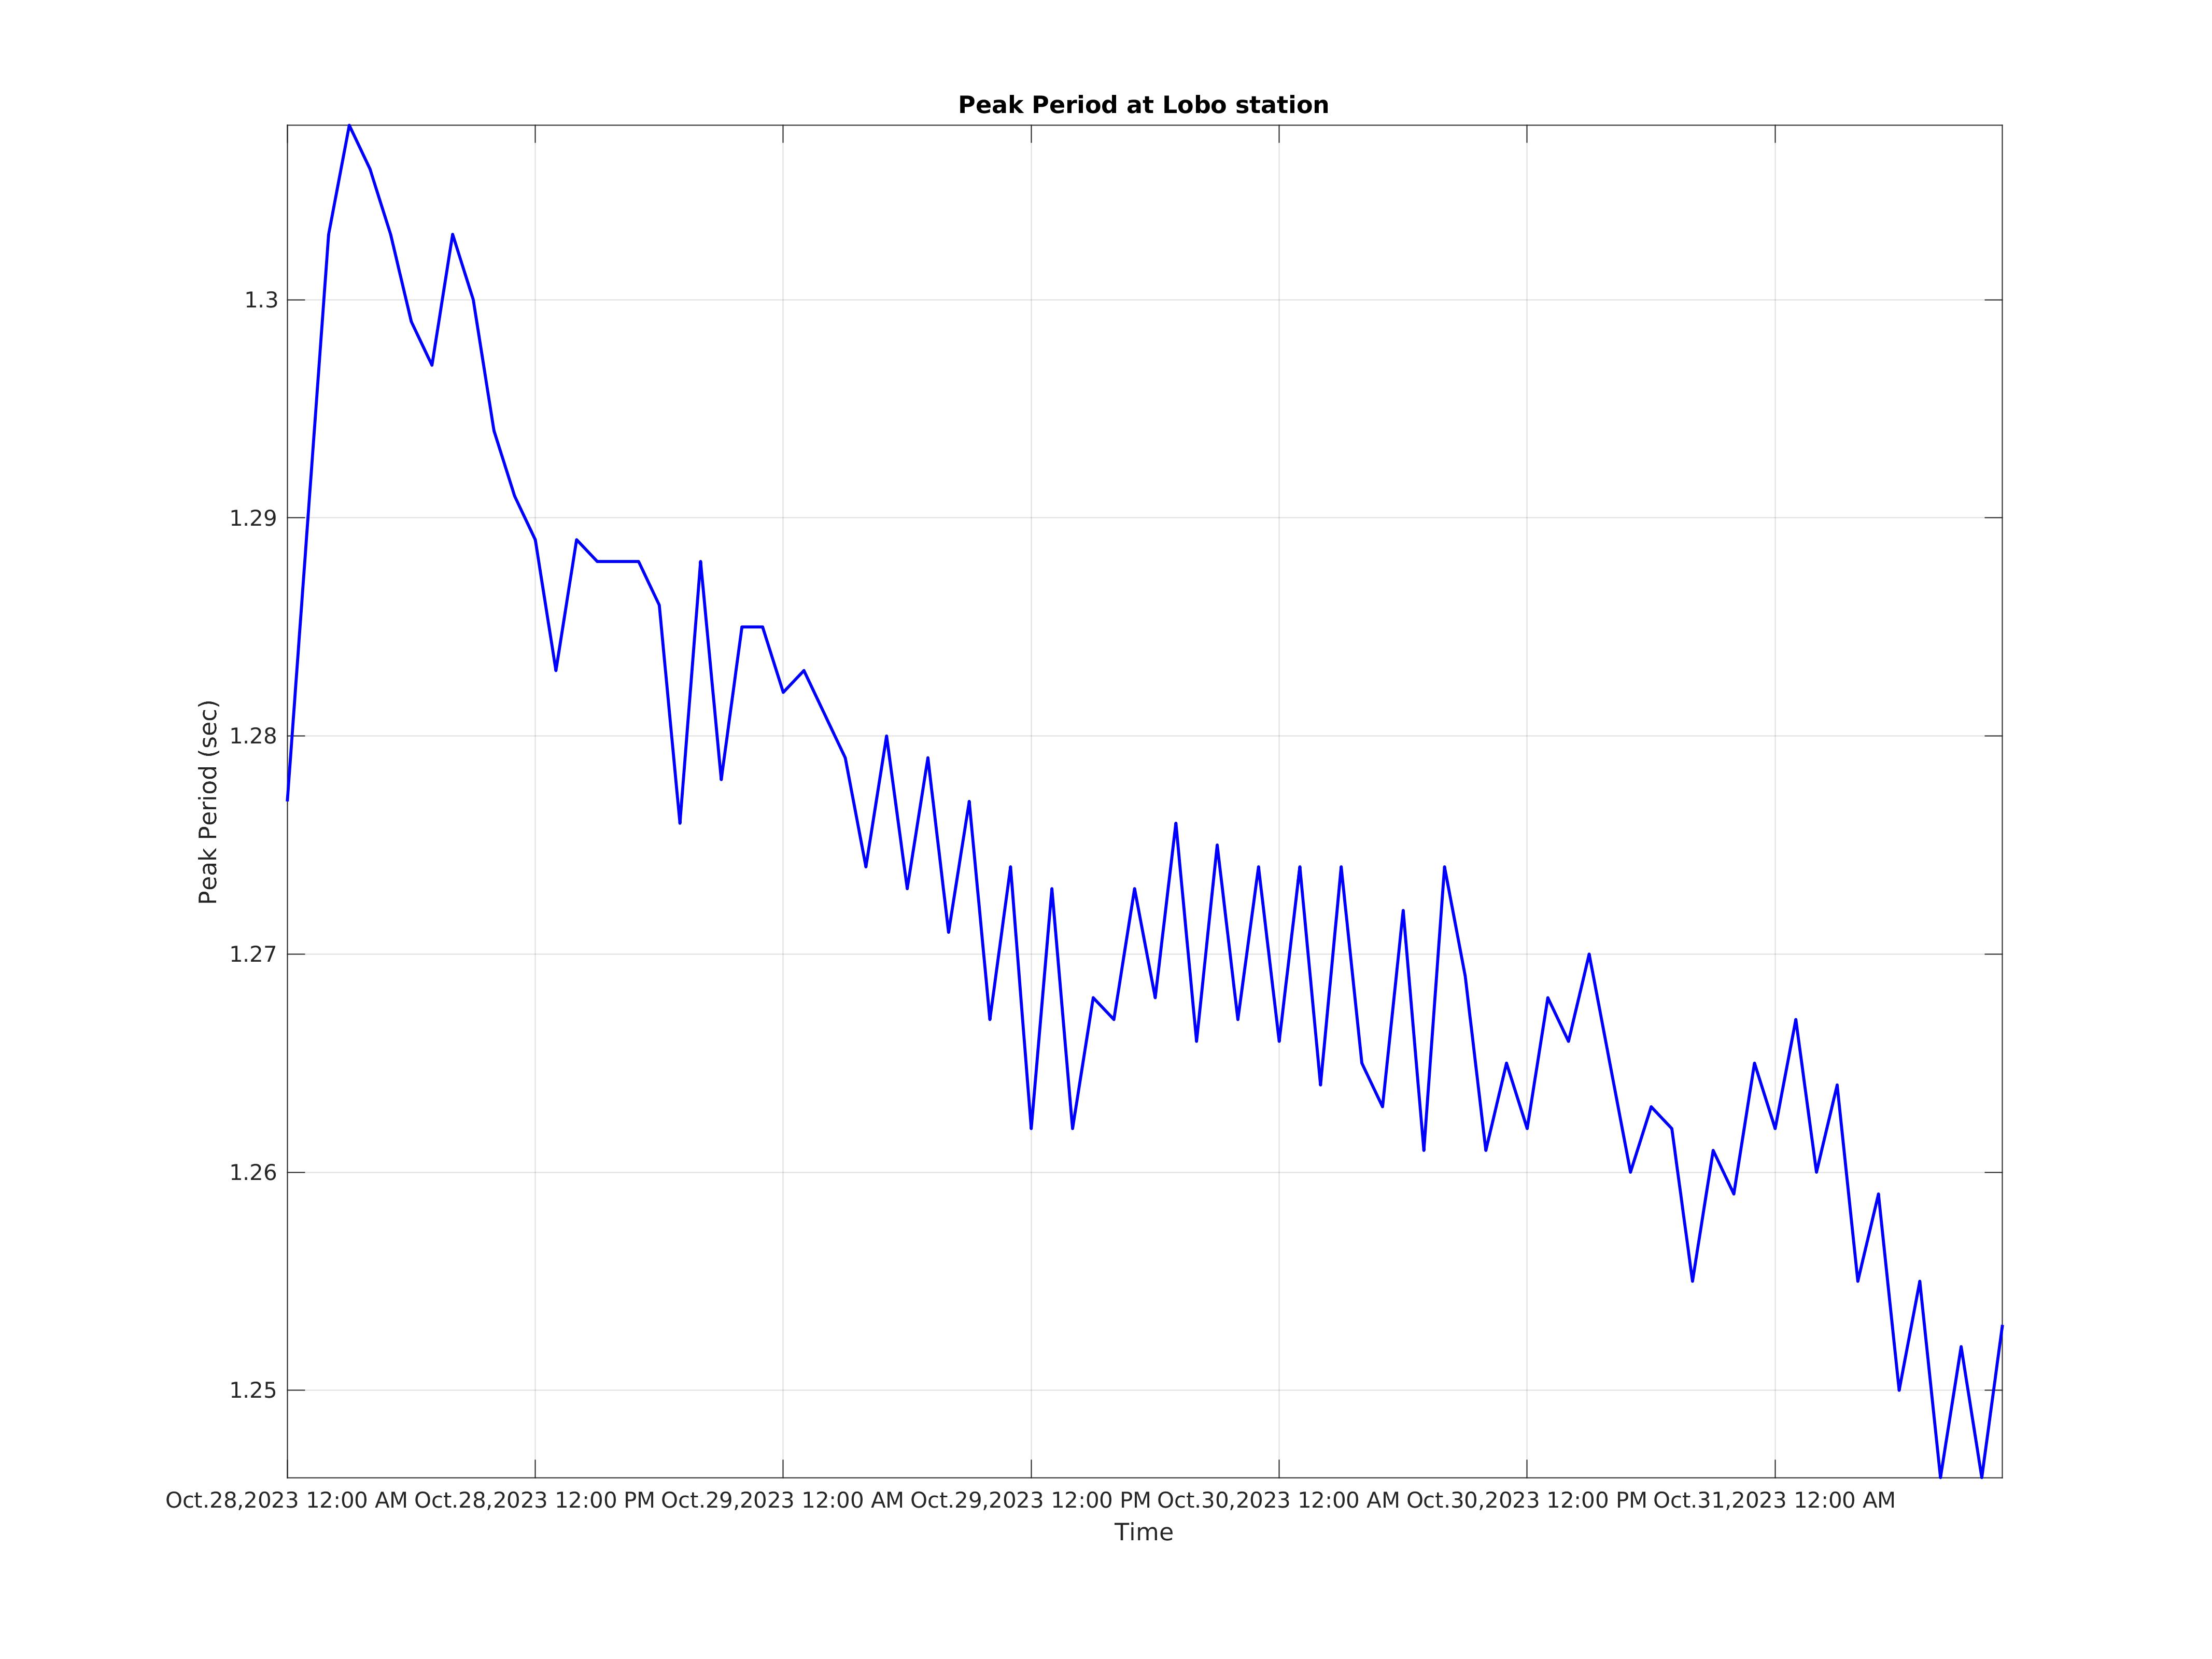 Peak Period at Lobo station
Peak Period (sec)
1.3
1.29
1.28
1.27
1.26
1.25
Oct.28,2023 12:00 AM Oct.28,2023 12:00 PM Oct.29,2023 12:00 AM Oct.29,2023 12:00 PM Oct.30,2023 12:00 AM Oct.30,2023 12:00 PM Oct.31,2023 12:00 AM
Time